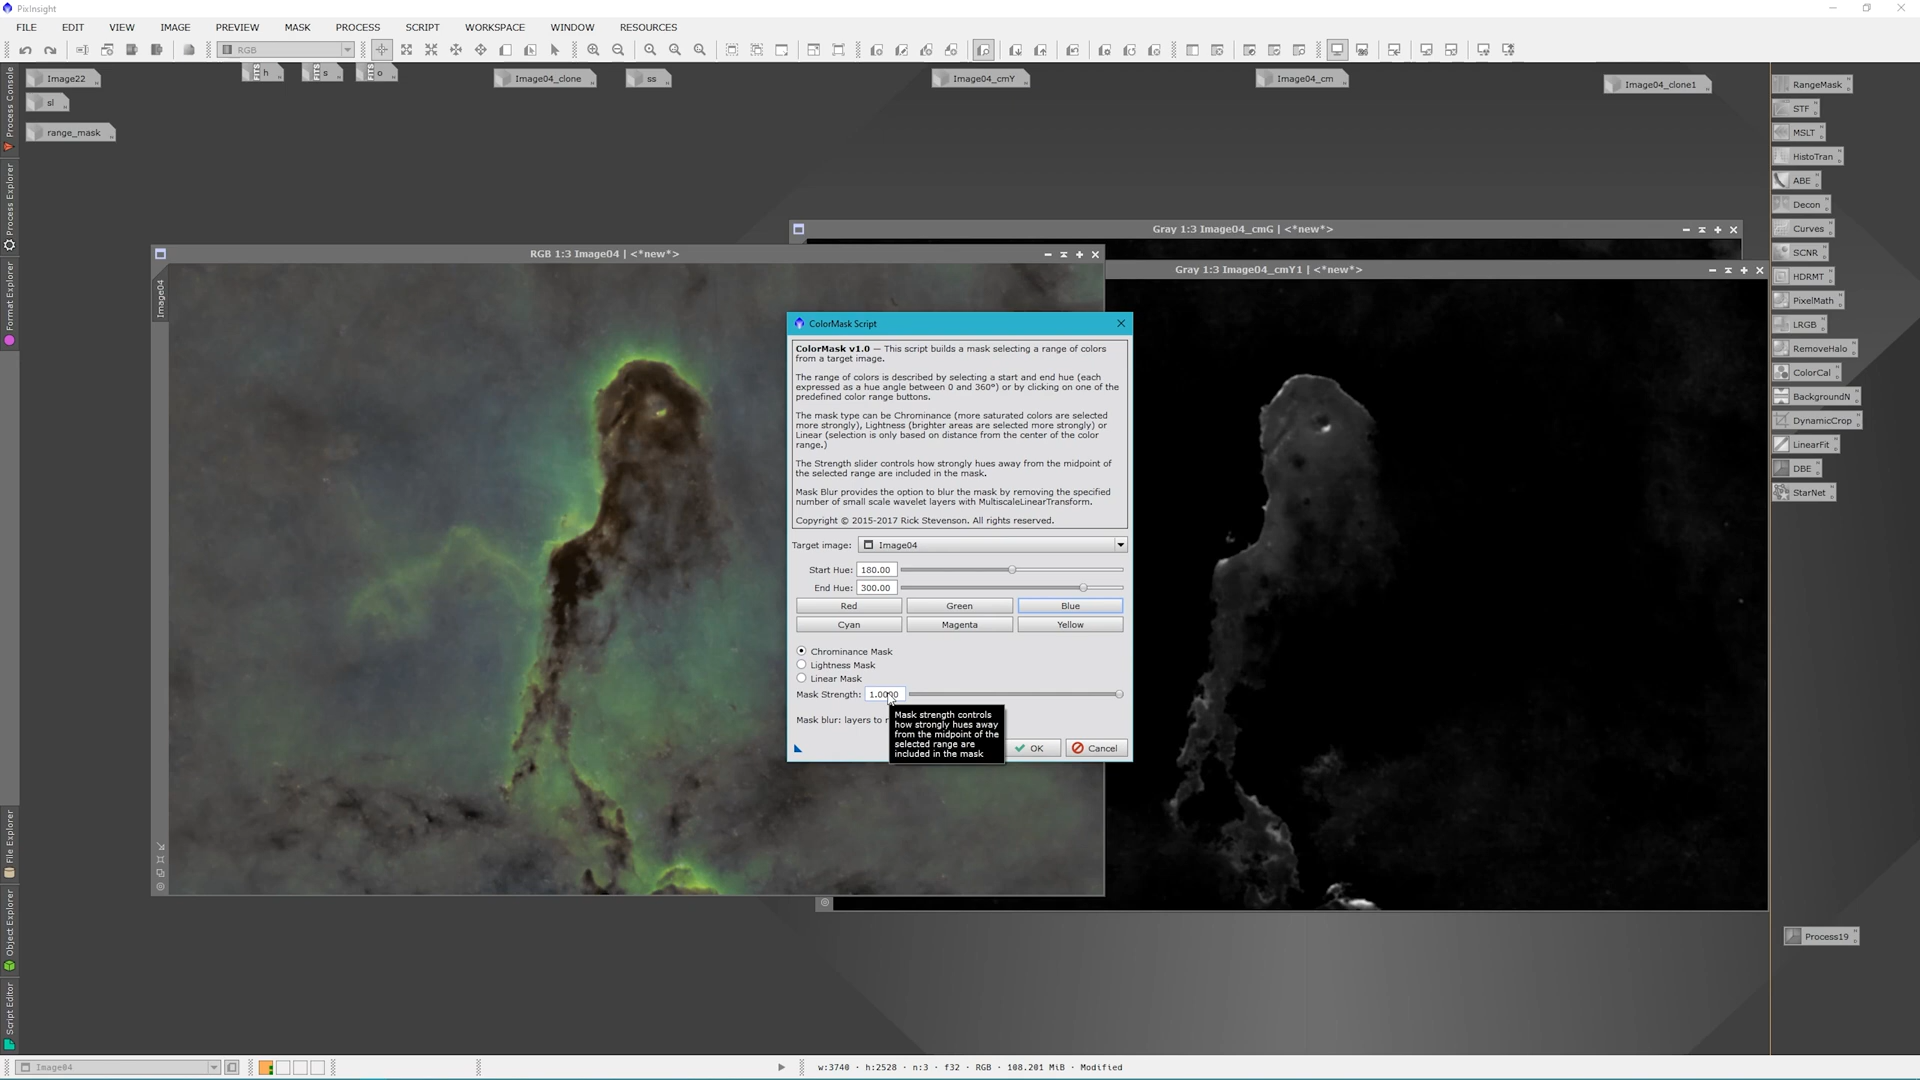 PixInsight
FILE EDIT VIEW IMAGE PREVIEW MASK PROCESS SCRIPT WORKSPACE WINDOW RESOURCES
RGB
Image22
FITS h
FITS s
FITS o
Image04_clone
ss
Image04_cmY
Image04_cm
Image04_clone1
sl
range_mask
Process Console
Process Explorer
Format Explorer
File Explorer
Object Explorer
Script Editor
RangeMask
STF
MSLT
HistoTran
ABE
Decon
Curves
SCNR
HDRMT
PixelMath
LRGB
RemoveHalo
ColorCal
BackgroundN
DynamicCrop
LinearFit
DBE
StarNet
Process19
Gray 1:3 Image04_cmG | <*new*>
RGB 1:3 Image04 | <*new*>
Gray 1:3 Image04_cmY1 | <*new*>
Image04
ColorMask Script
ColorMask v1.0 — This script builds a mask selecting a range of colors
from a target image.
The range of colors is described by selecting a start and end hue (each
expressed as a hue angle between 0 and 360°) or by clicking on one of the
predefined color range buttons.
The mask type can be Chrominance (more saturated colors are selected
more strongly), Lightness (brighter areas are selected more strongly) or
Linear (selection is only based on distance from the center of the color
range.)
The Strength slider controls how strongly hues away from the midpoint of
the selected range are included in the mask.
Mask Blur provides the option to blur the mask by removing the specified
number of small scale wavelet layers with MultiscaleLinearTransform.
Copyright © 2015-2017 Rick Stevenson. All rights reserved.
Target image: Image04
Start Hue: 180.00
End Hue: 300.00
Red Green Blue
Cyan Magenta Yellow
Chrominance Mask
Lightness Mask
Linear Mask
Mask Strength: 1.0000
Mask blur: layers to
Mask strength controls
how strongly hues away
from the midpoint of the
selected range are
included in the mask
OK Cancel
Image04
w:3740 · h:2528 · n:3 · f32 · RGB · 108.201 MiB · Modified